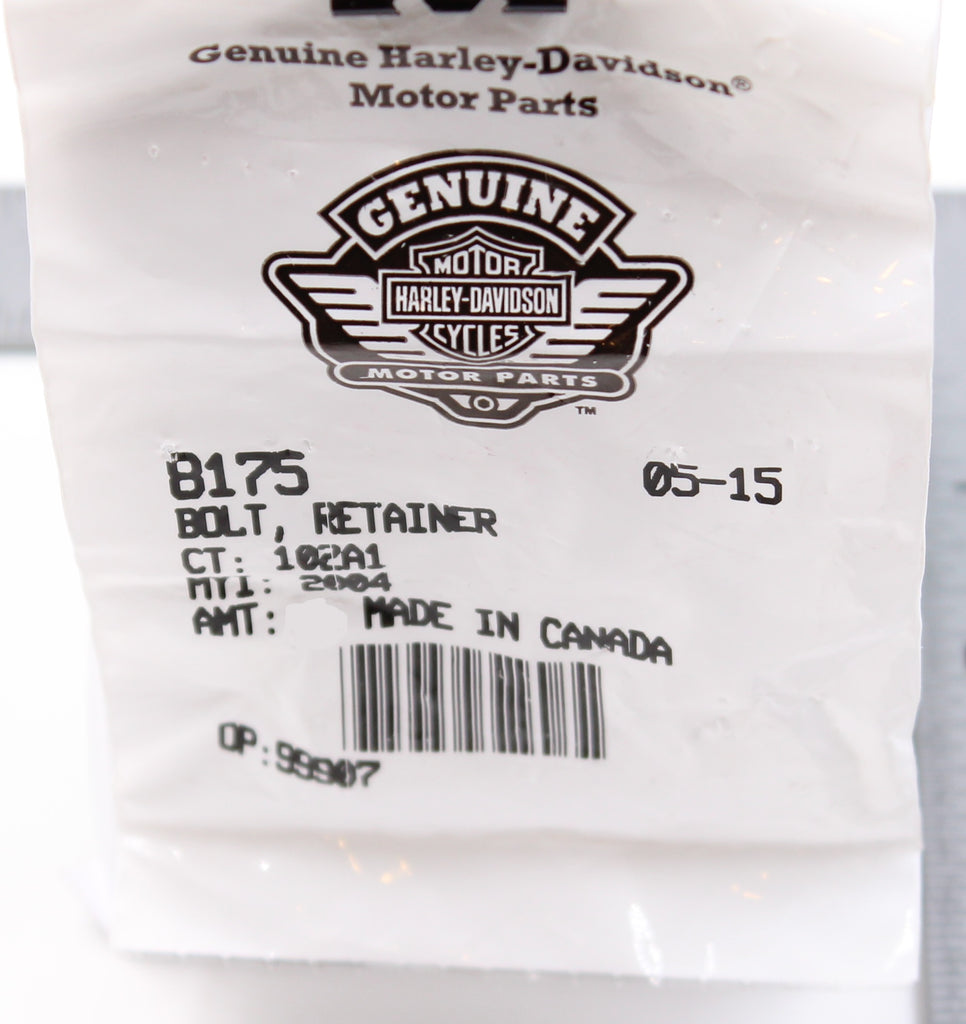 Genuine Harley-Davidson®
Motor Parts
GENUINE
MOTOR
HARLEY-DAVIDSON
CYCLES
MOTOR PARTS
TM
8175 05-15
BOLT, RETAINER
CT: 102A1
MTI: 2004
AMT: MADE IN CANADA
OP:99907